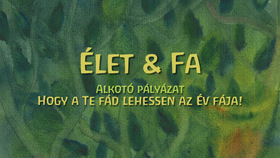 Élet & Fa
Alkotó pályázat
Hogy a Te fád lehessen az Év fája!